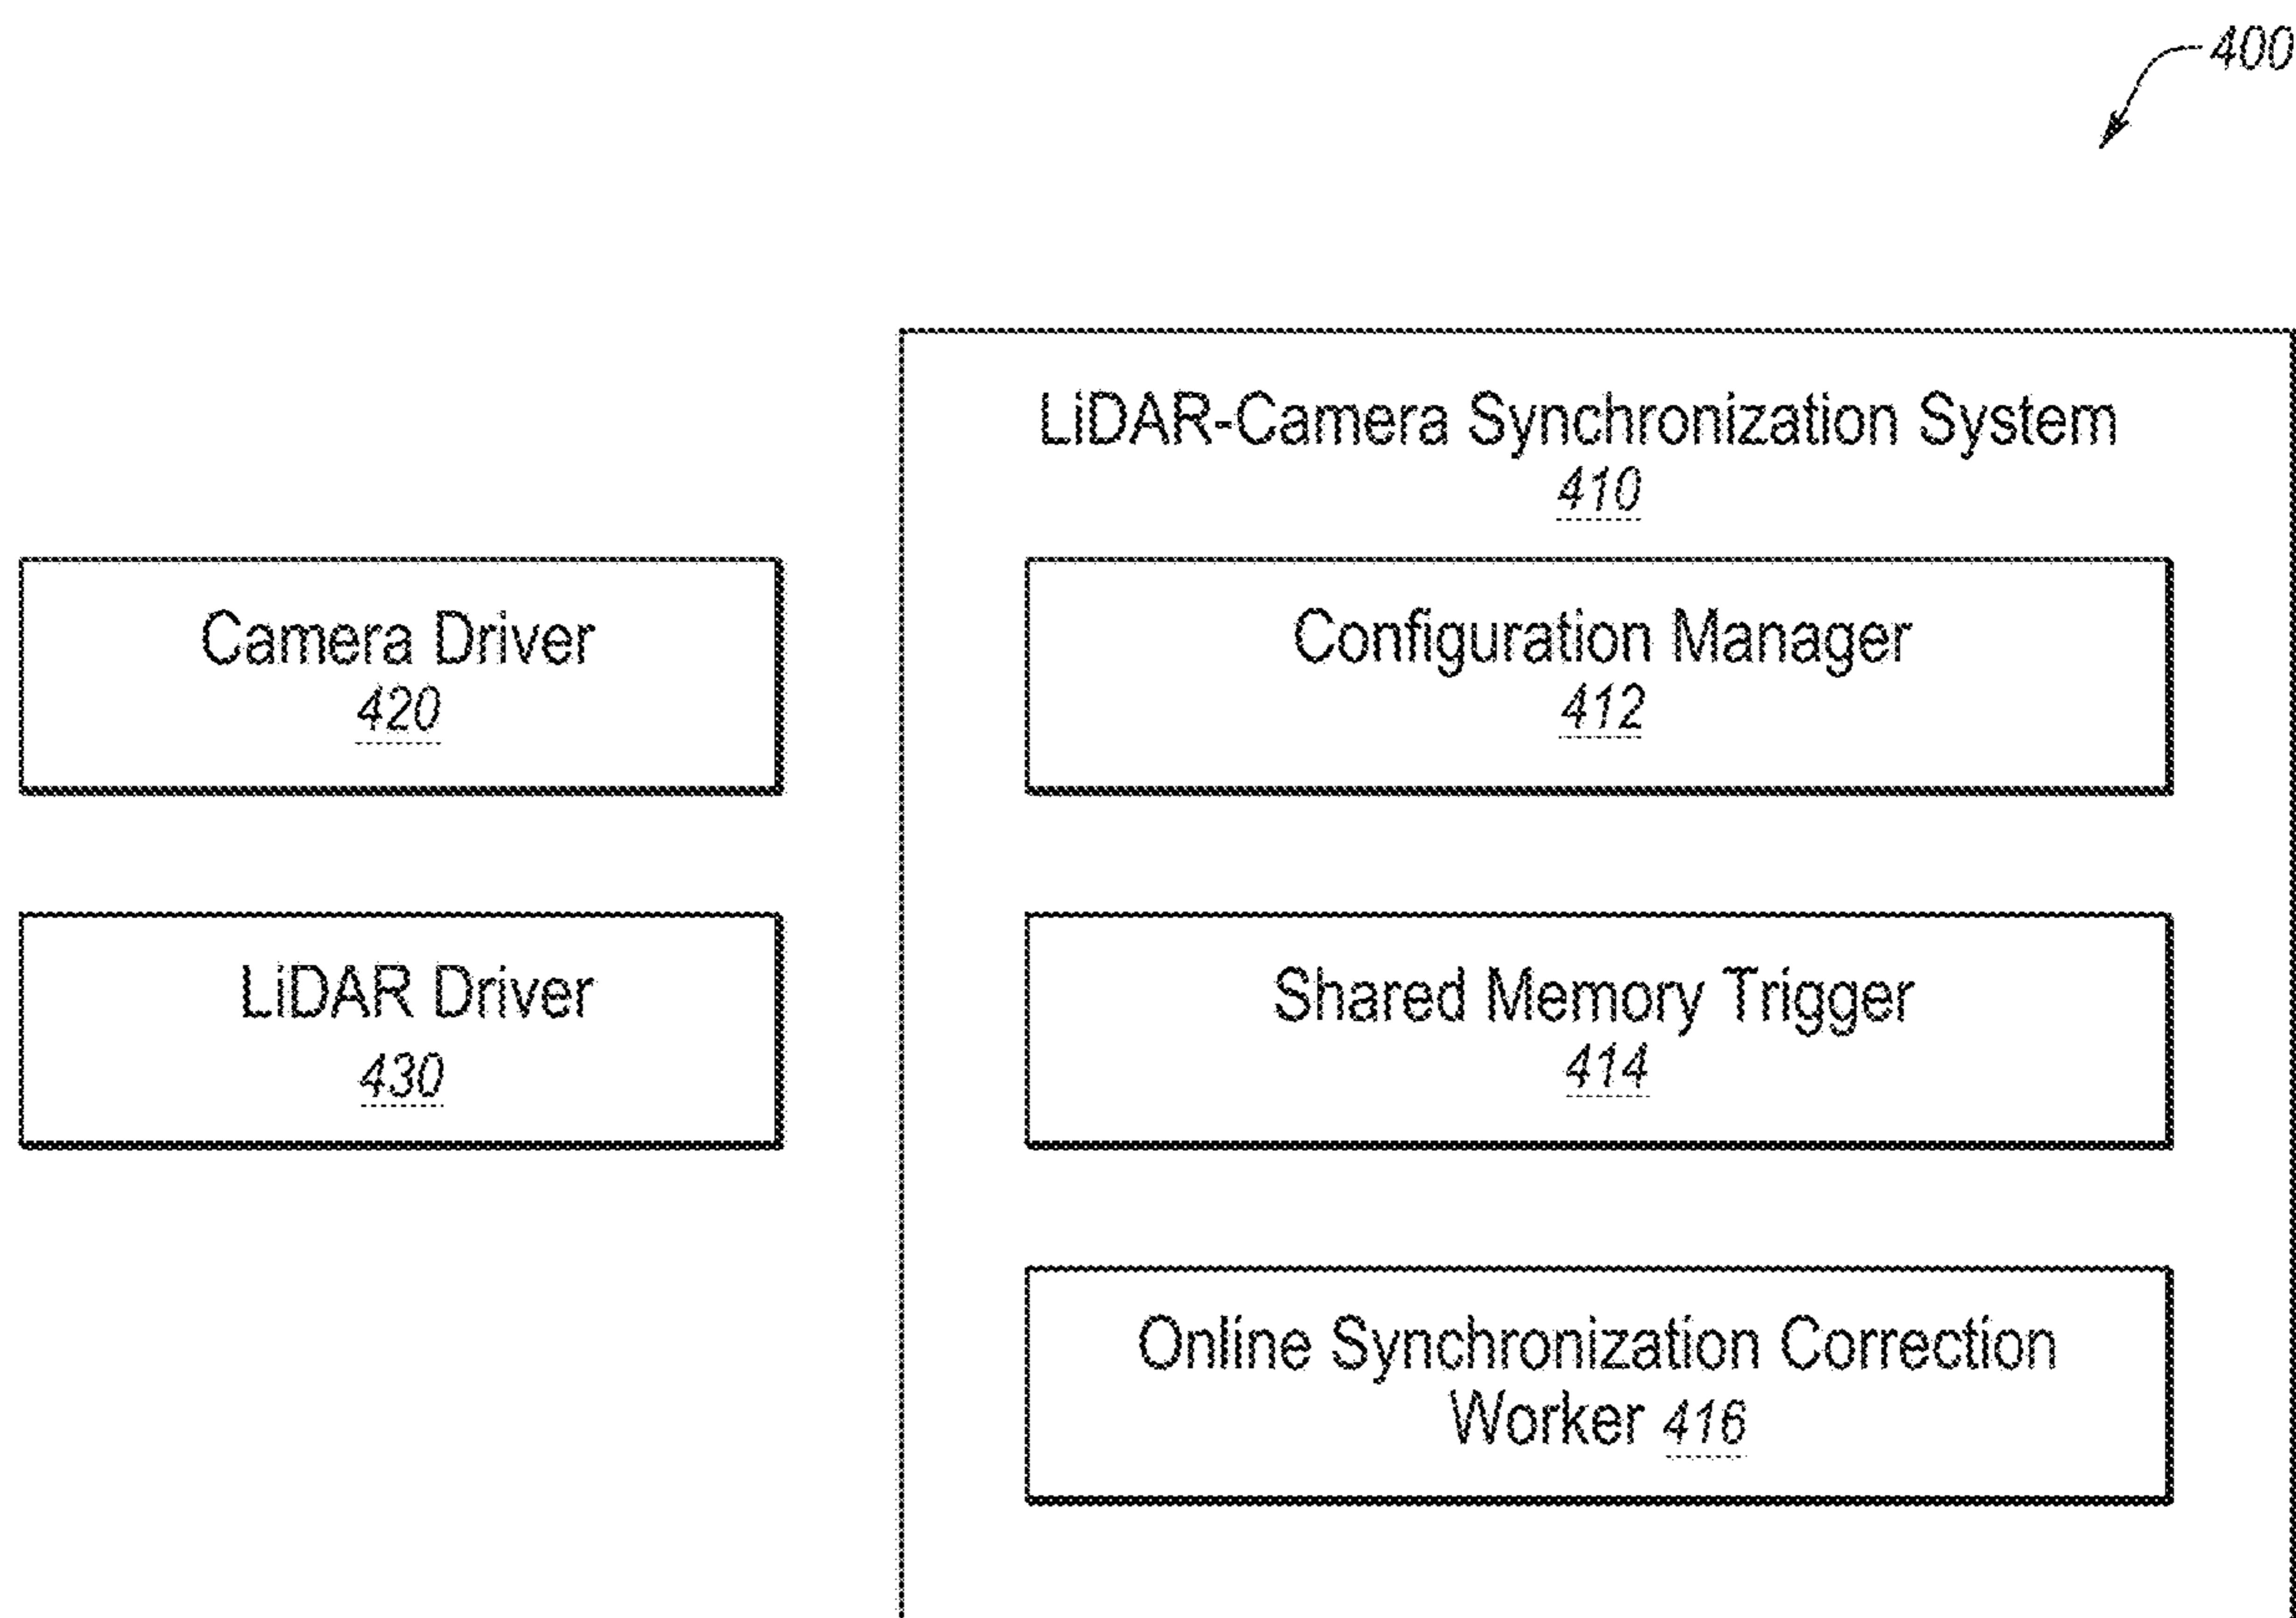 400
LiDAR-Camera Synchronization System
410
Camera Driver
420
Configuration Manager
412
LiDAR Driver
430
Shared Memory Trigger
414
Online Synchronization Correction
Worker 416